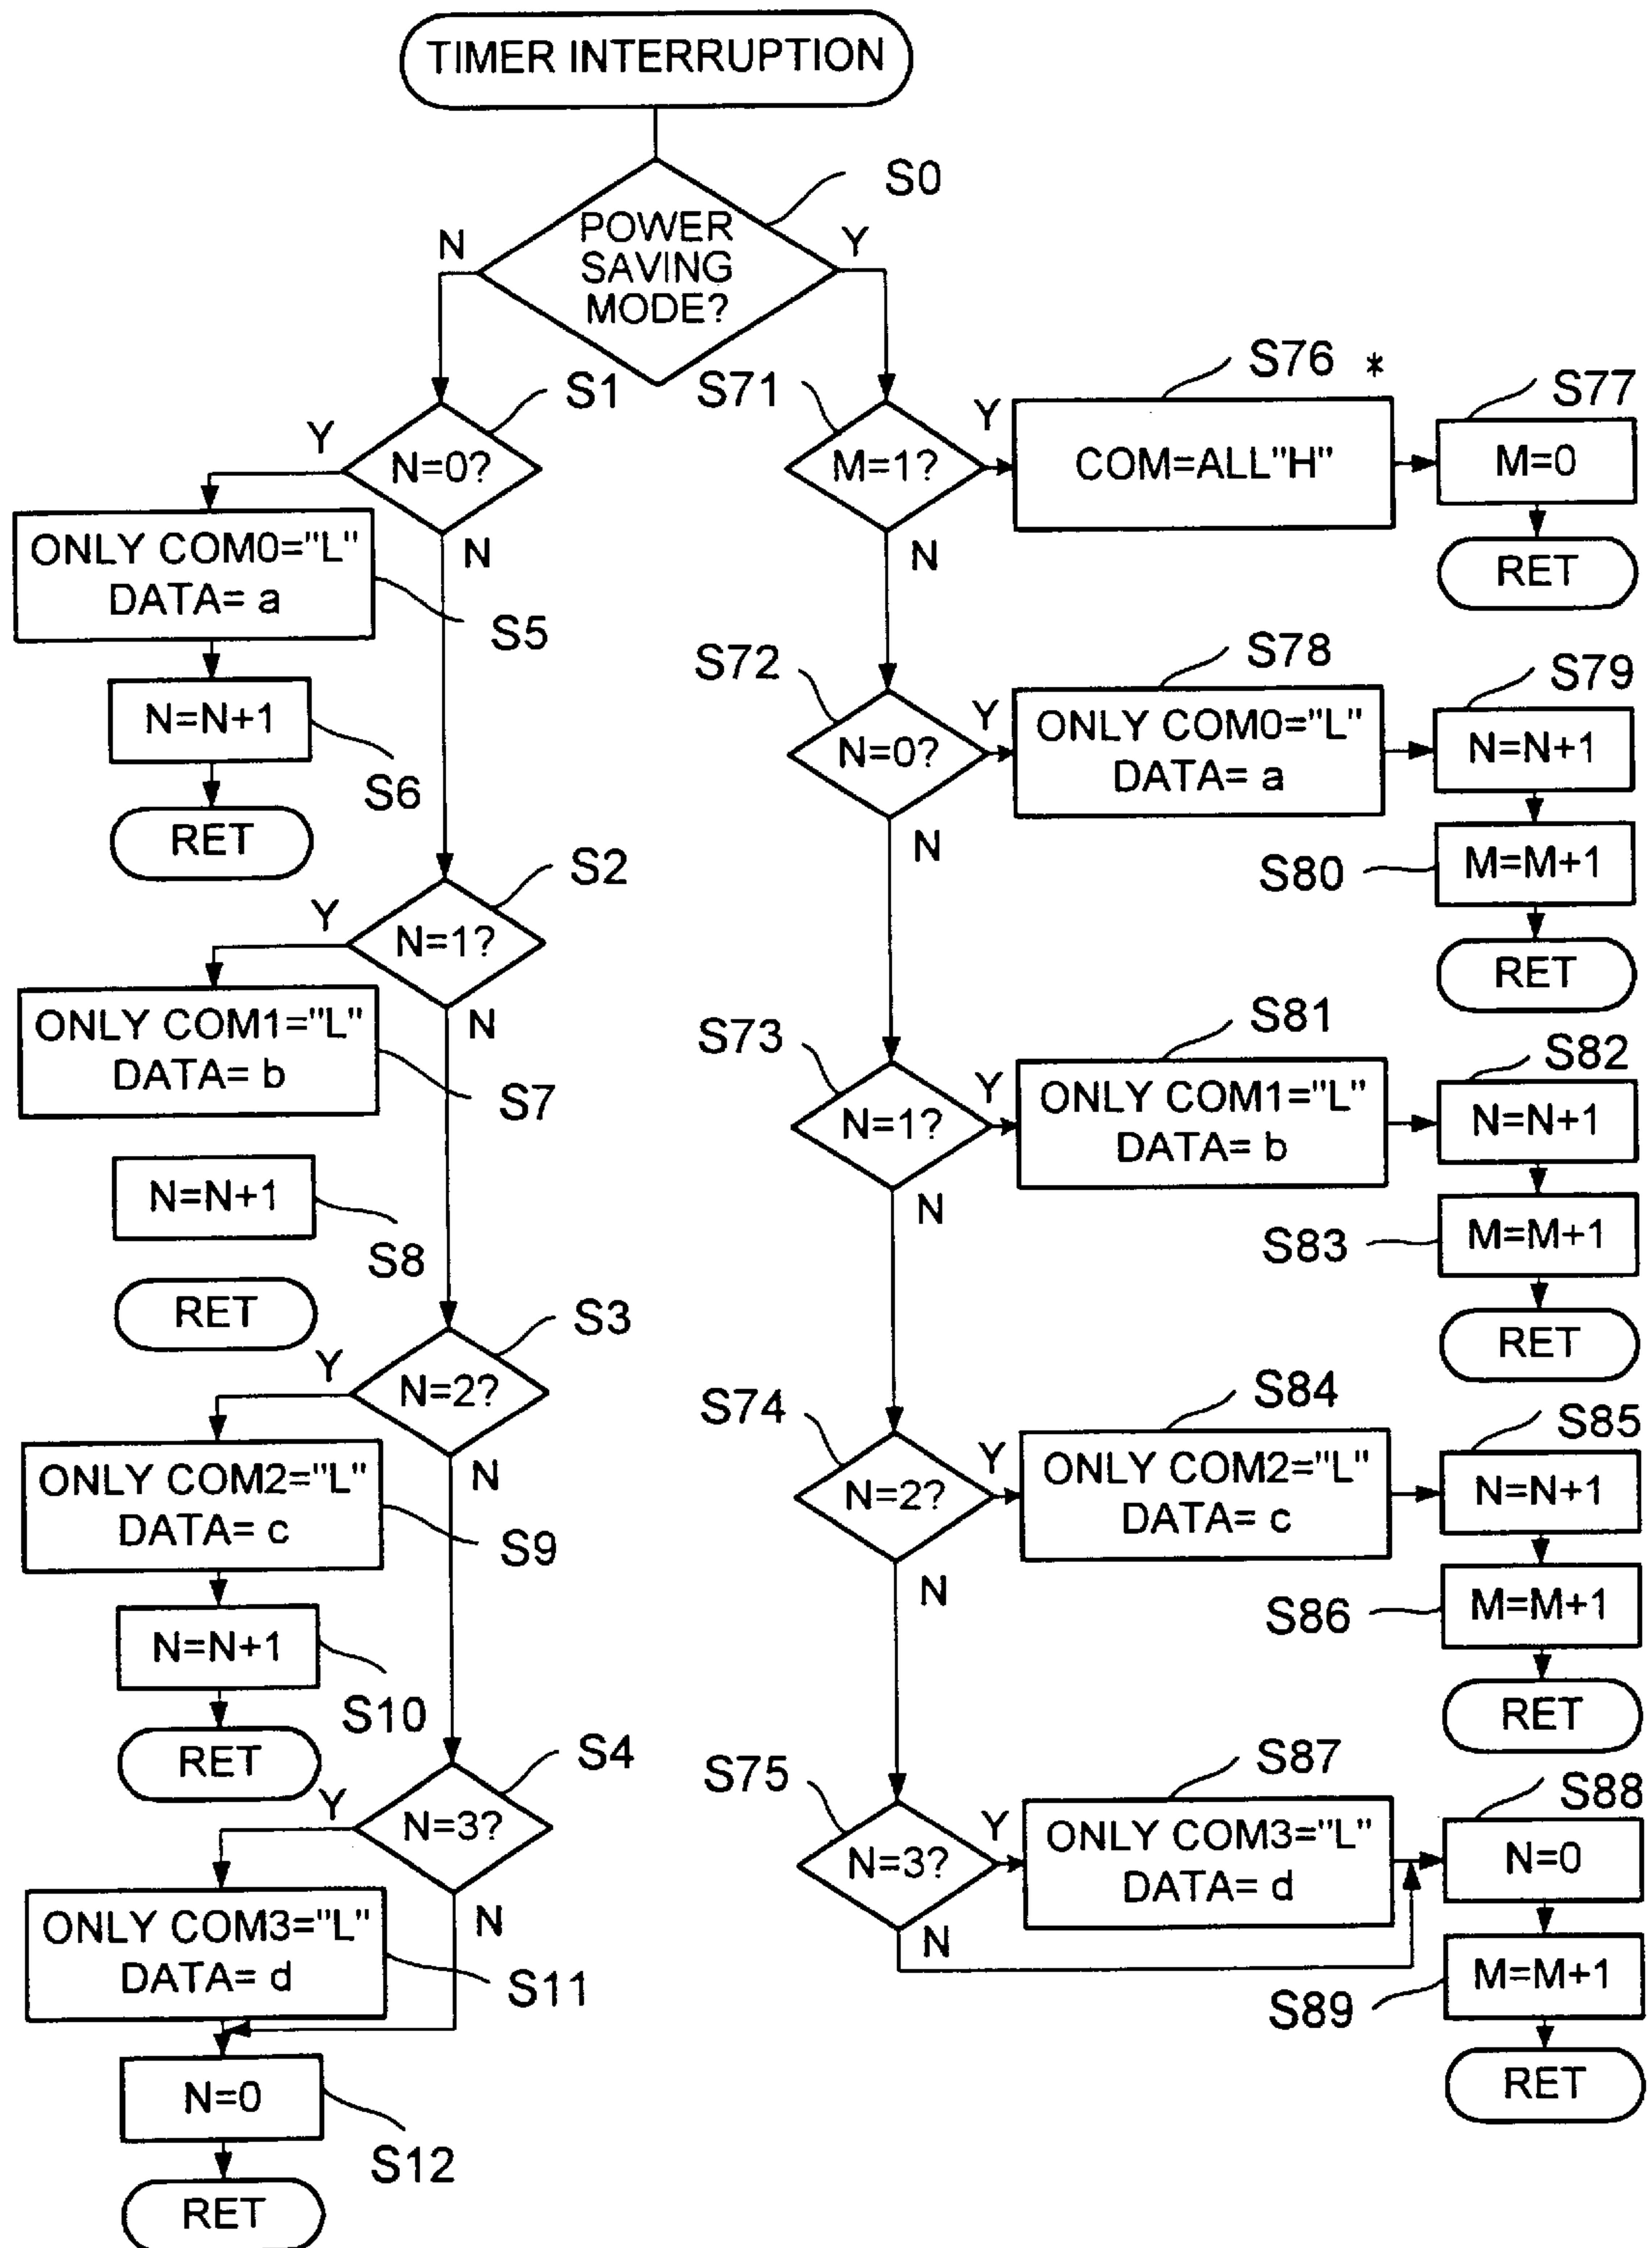 TIMER INTERRUPTION
S0
POWER
SAVING
MODE?
N
Y
S1
N=0?
Y
N
ONLY COM0="L"
DATA= a
S5
N=N+1
S6
RET
S2
N=1?
Y
N
ONLY COM1="L"
DATA= b
S7
N=N+1
S8
RET
S3
N=2?
Y
N
ONLY COM2="L"
DATA= c
S9
N=N+1
S10
RET
S4
N=3?
Y
N
ONLY COM3="L"
DATA= d
S11
N=0
S12
RET
S71
M=1?
Y
N
S76 *
COM=ALL"H"
S77
M=0
RET
S72
N=0?
Y
N
S78
ONLY COM0="L"
DATA= a
S79
N=N+1
S80
M=M+1
RET
S73
N=1?
Y
N
S81
ONLY COM1="L"
DATA= b
S82
N=N+1
S83
M=M+1
RET
S74
N=2?
Y
N
S84
ONLY COM2="L"
DATA= c
S85
N=N+1
S86
M=M+1
RET
S75
N=3?
Y
N
S87
ONLY COM3="L"
DATA= d
S88
N=0
S89
M=M+1
RET